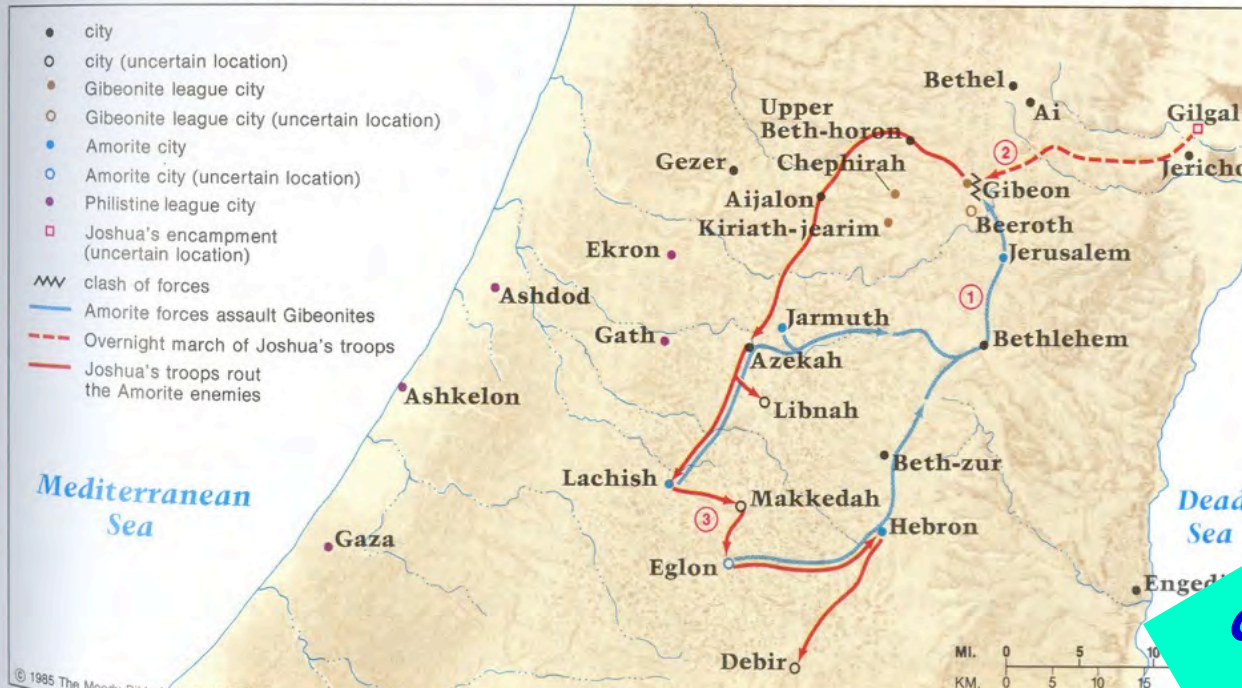 city
city (uncertain location)
Gibeonite league city
Gibeonite league city (uncertain location)
Amorite city
Amorite city (uncertain location)
Philistine league city
Joshua's encampment
(uncertain location)
clash of forces
Amorite forces assault Gibeonites
Overnight march of Joshua's troops
Joshua's troops rout
the Amorite enemies
Bethel
Ai
Gilgal
Upper
Beth-horon
2
Gezer
Chephirah
Jericho
Gibeon
Aijalon
Kiriath-jearim
Beeroth
Ekron
Jerusalem
Ashdod
1
Jarmuth
Gath
Azekah
Bethlehem
Ashkelon
Libnah
Beth-zur
Lachish
Mediterranean
Sea
Makkedah
Dead
Sea
3
Hebron
Gaza
Eglon
Engedi
Debir
MI. 0 5 10
KM. 0 5 10 15
© 1985 The Moody